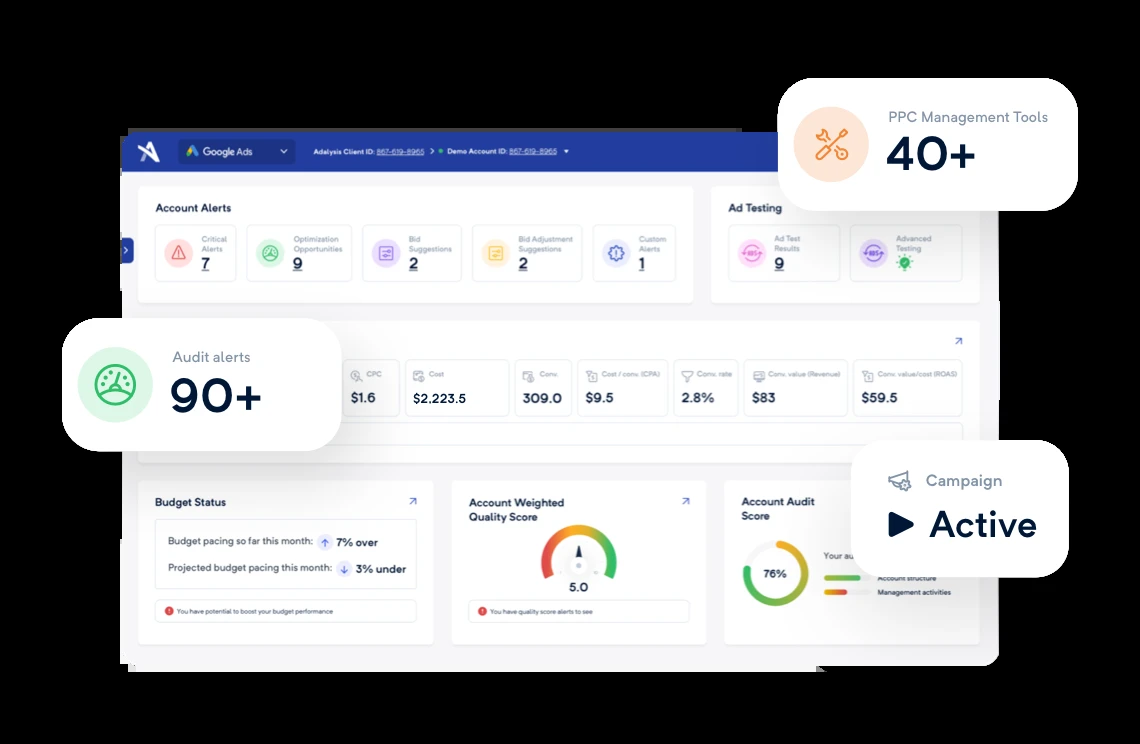 PPC Management Tools
40+
Google Ads
Adalysis Client ID: 867-619-8965
Demo Account ID: 867-619-8965
Account Alerts
Critical
Alerts
7
Optimization
Opportunities
9
Bid
Suggestions
2
Bid Adjustment
Suggestions
2
Custom
Alerts
1
Ad Testing
Ad Test
Results
9
Advanced
Testing
Audit alerts
90+
CPC
$1.6
Cost
$2,223.5
Conv.
309.0
Cost / conv. (CPA)
$9.5
Conv. rate
2.8%
Conv. value (Revenue)
$83
Conv. value/cost (ROAS)
$59.5
Campaign
Active
Budget Status
Budget pacing so far this month: 7% over
Projected budget pacing this month: 3% under
You have potential to boost your budget performance
Account Weighted
Quality Score
5.0
You have quality score alerts to see
Account Audit
Score
76%
Your au
Account structure
Management activities